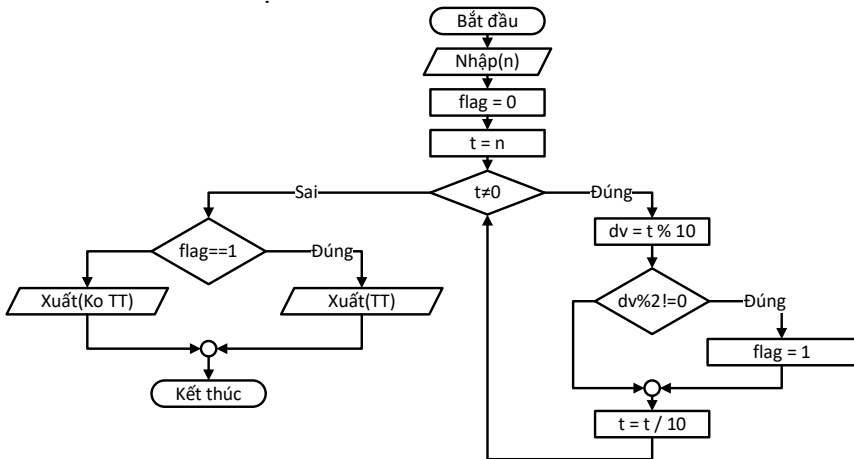 Bắt đầu
Nhập(n)
flag = 0
t = n
t≠0
Sai
Đúng
flag==1
Đúng
Xuất(Ko TT)
Xuất(TT)
Kết thúc
dv = t % 10
dv%2!=0
Đúng
flag = 1
t = t / 10